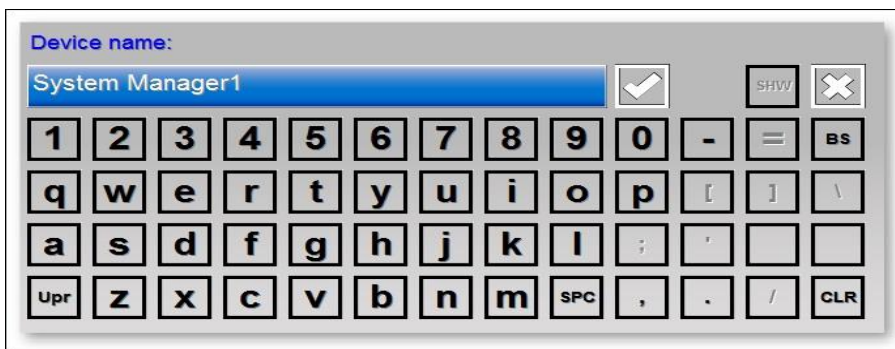 Device name:
System Manager1
SHW
1 2 3 4 5 6 7 8 9 0 - = BS
q w e r t y u i o p [ ] \
a s d f g h j k l ; '
Upr z x c v b n m SPC , . / CLR